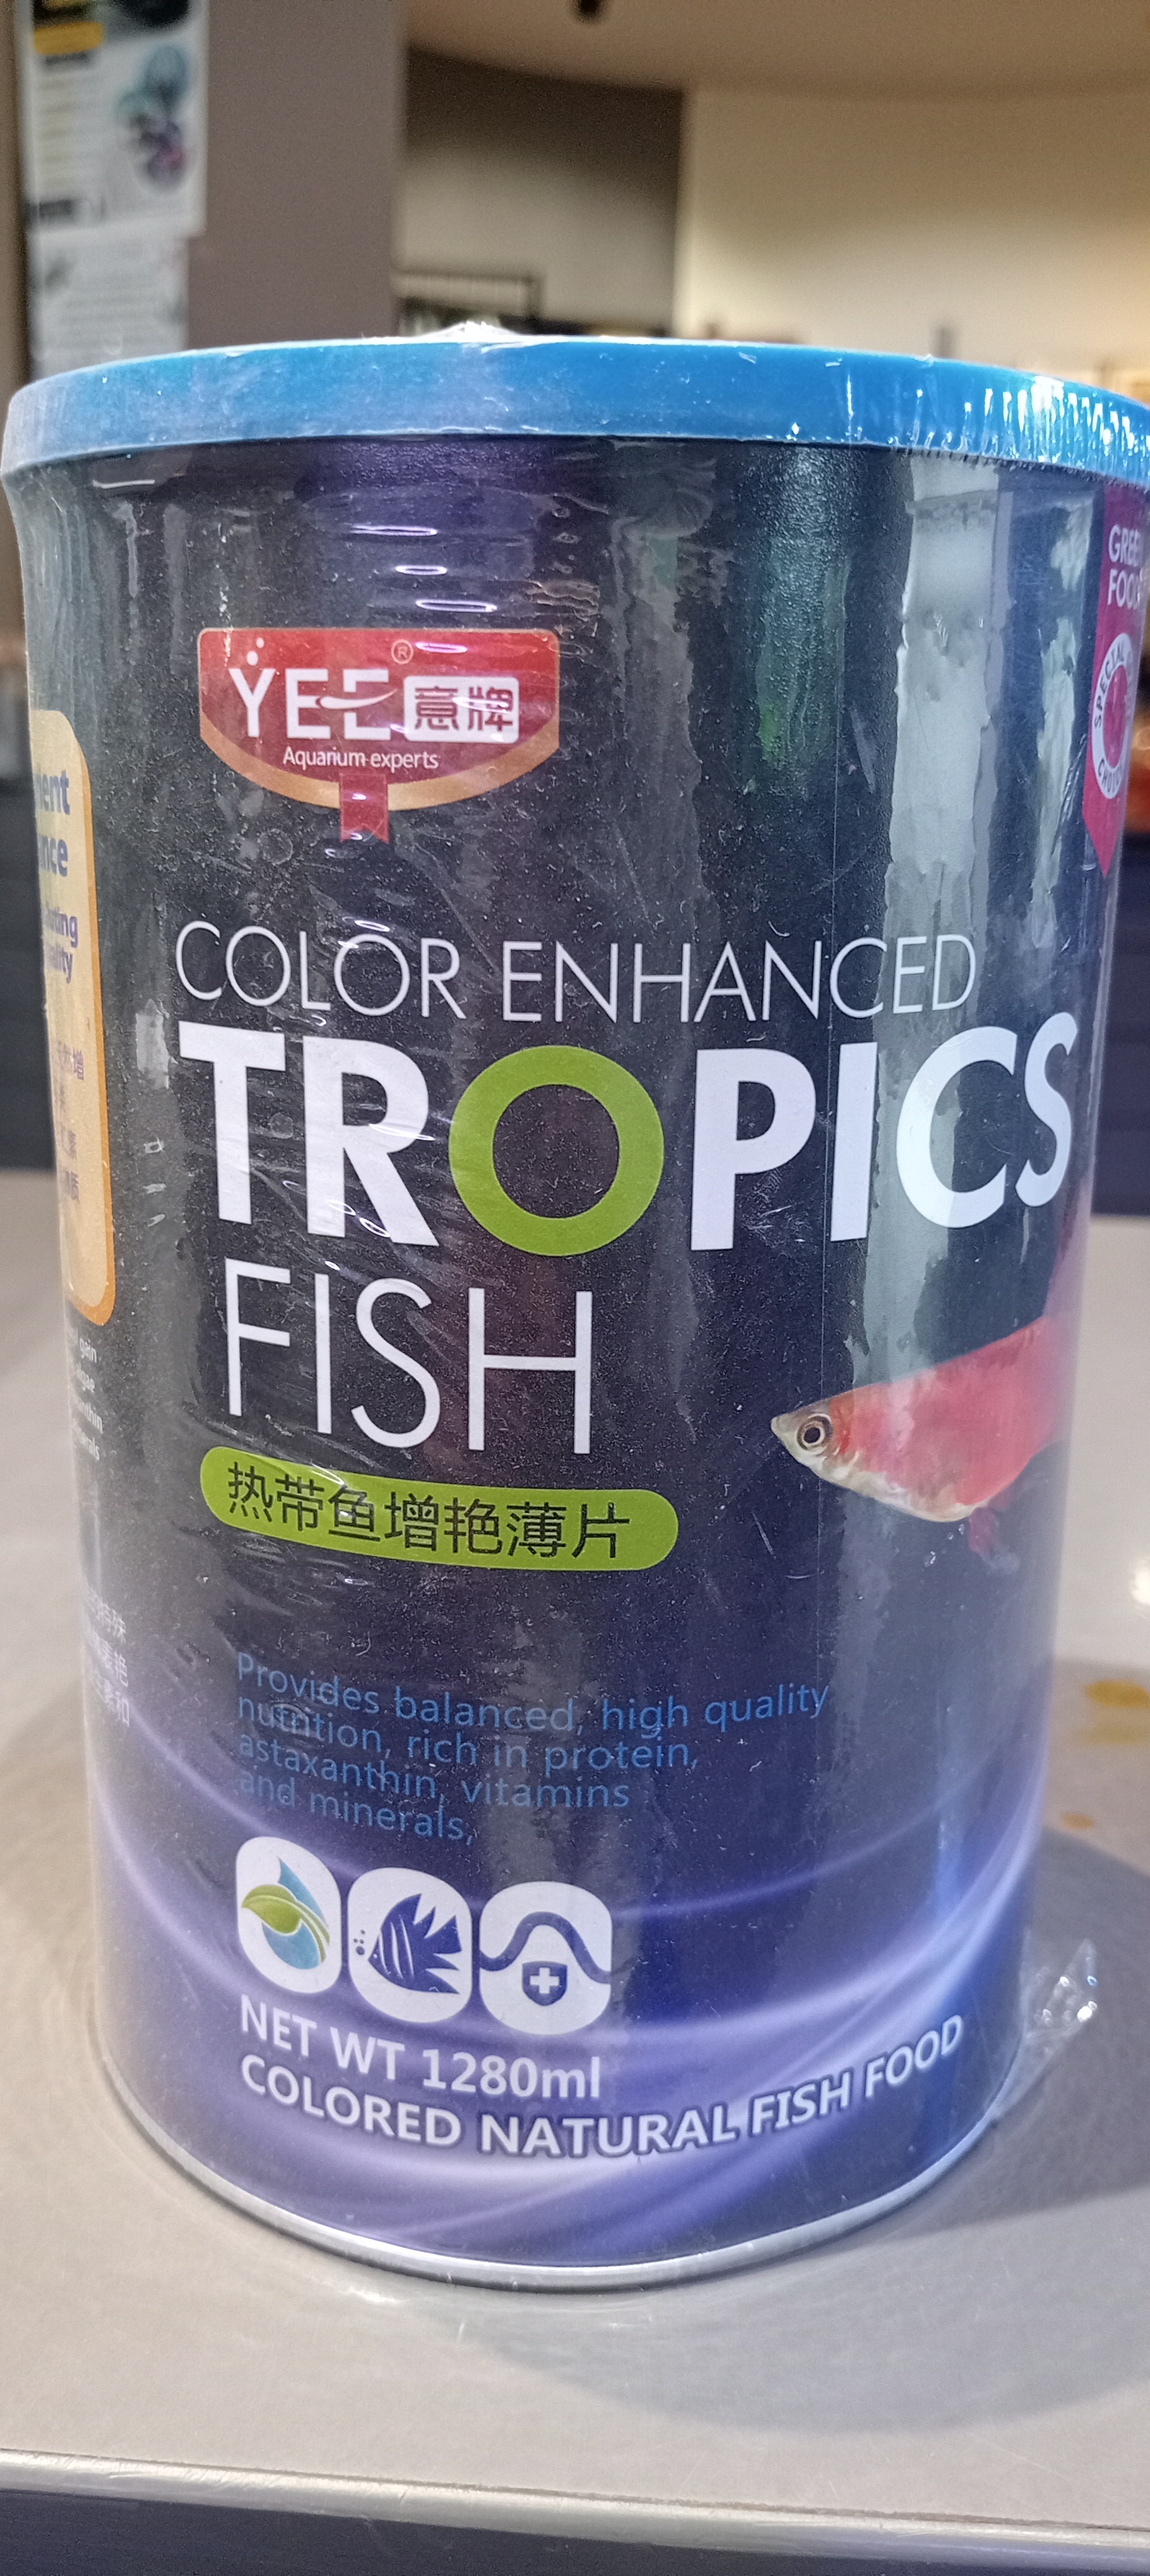 YEE® 意牌
Aquarium experts
COLOR ENHANCED
TROPICS
FISH
热带鱼增艳薄片
Provides balanced, high quality
nutrition, rich in protein,
astaxanthin, vitamins
and minerals,
NET WT 1280ml
COLORED NATURAL FISH FOOD
SPECIAL